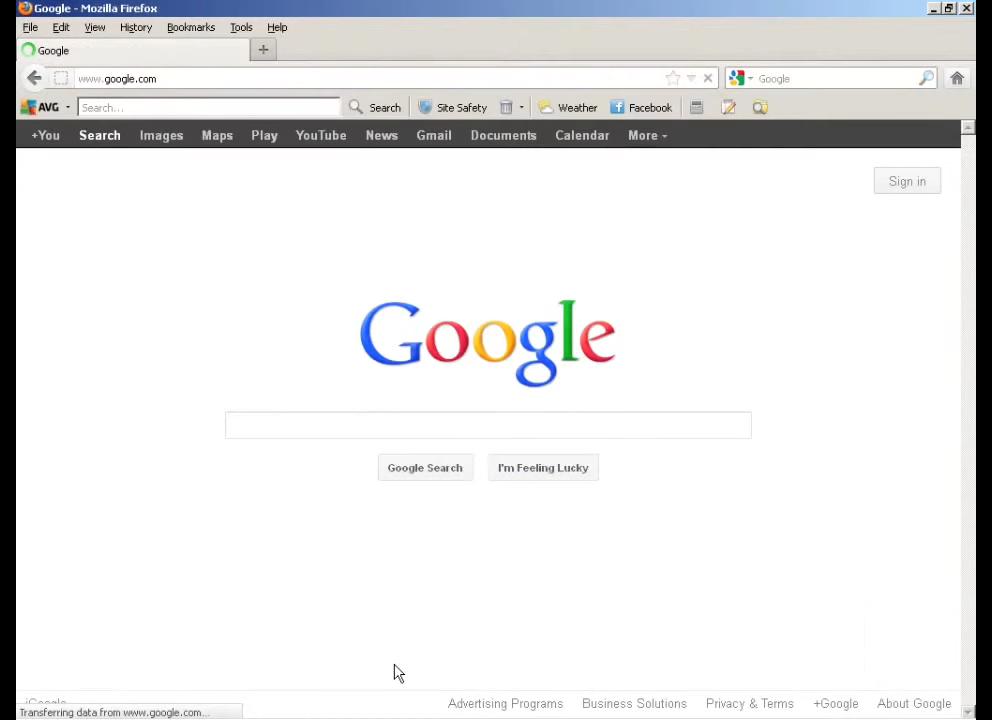 Google - Mozilla Firefox
File Edit View History Bookmarks Tools Help
Google
www.google.com Google
AVG Search... Search Site Safety Weather Facebook
+You Search Images Maps Play YouTube News Gmail Documents Calendar More
Sign in
Google
Google Search I'm Feeling Lucky
iGoogle Advertising Programs Business Solutions Privacy & Terms +Google About Google
Transferring data from www.google.com...